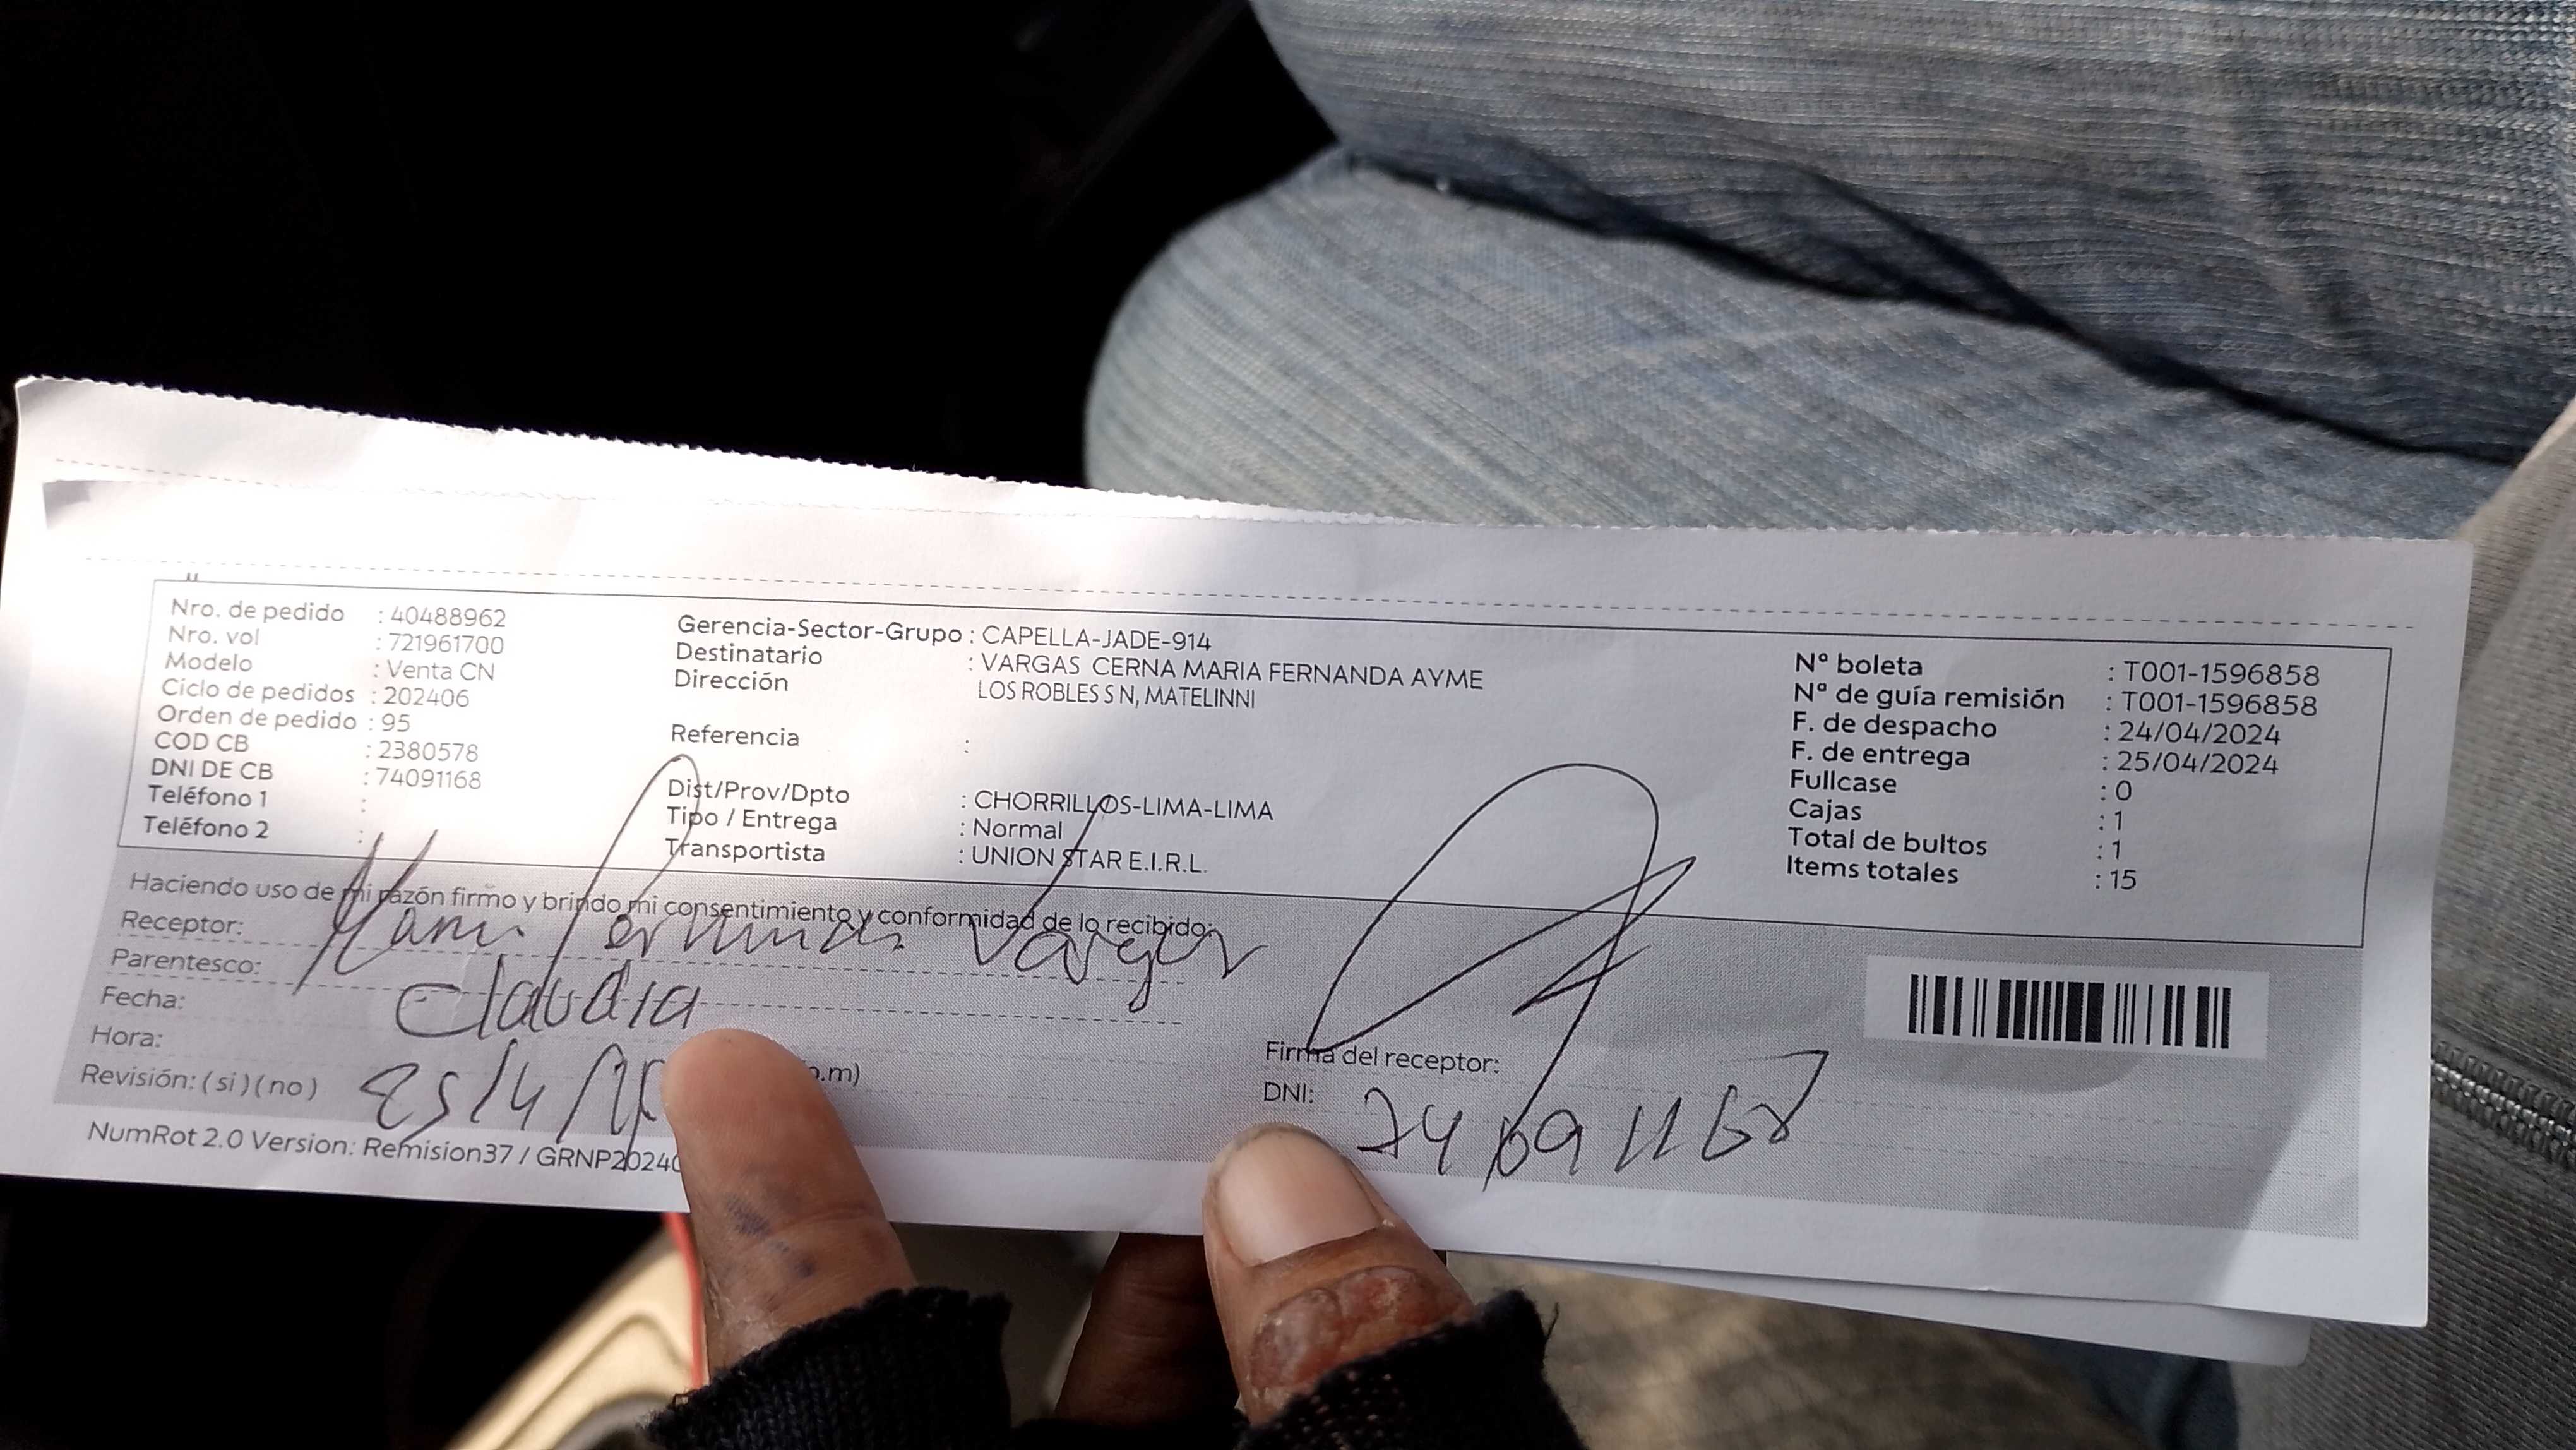 Nro. de pedido : 40488962
Nro. vol : 721961700
Modelo : Venta CN
Ciclo de pedidos : 202406
Orden de pedido : 95
COD CB : 2380578
DNI DE CB : 74091168
Teléfono 1 :
Teléfono 2 :
Gerencia-Sector-Grupo : CAPELLA-JADE-914
Destinatario : VARGAS CERNA MARIA FERNANDA AYME
Dirección LOS ROBLES S N, MATELINNI
Referencia :
Dist/Prov/Dpto : CHORRILLOS-LIMA-LIMA
Tipo / Entrega : Normal
Transportista : UNION STAR E.I.R.L.
N° boleta : T001-1596858
N° de guía remisión : T001-1596858
F. de despacho : 24/04/2024
F. de entrega : 25/04/2024
Fullcase : 0
Cajas : 1
Total de bultos : 1
Items totales : 15
Haciendo uso de mi razón firmo y brindo mi consentimiento y conformidad de lo recibido:
Receptor: Maria Fernanda Vargas
Parentesco: Claudia
Fecha: 25/4/
Hora: p.m)
Revisión: ( si ) ( no )
Firma del receptor:
DNI: 74091168
NumRot 2.0 Version: Remision37 / GRNP2024